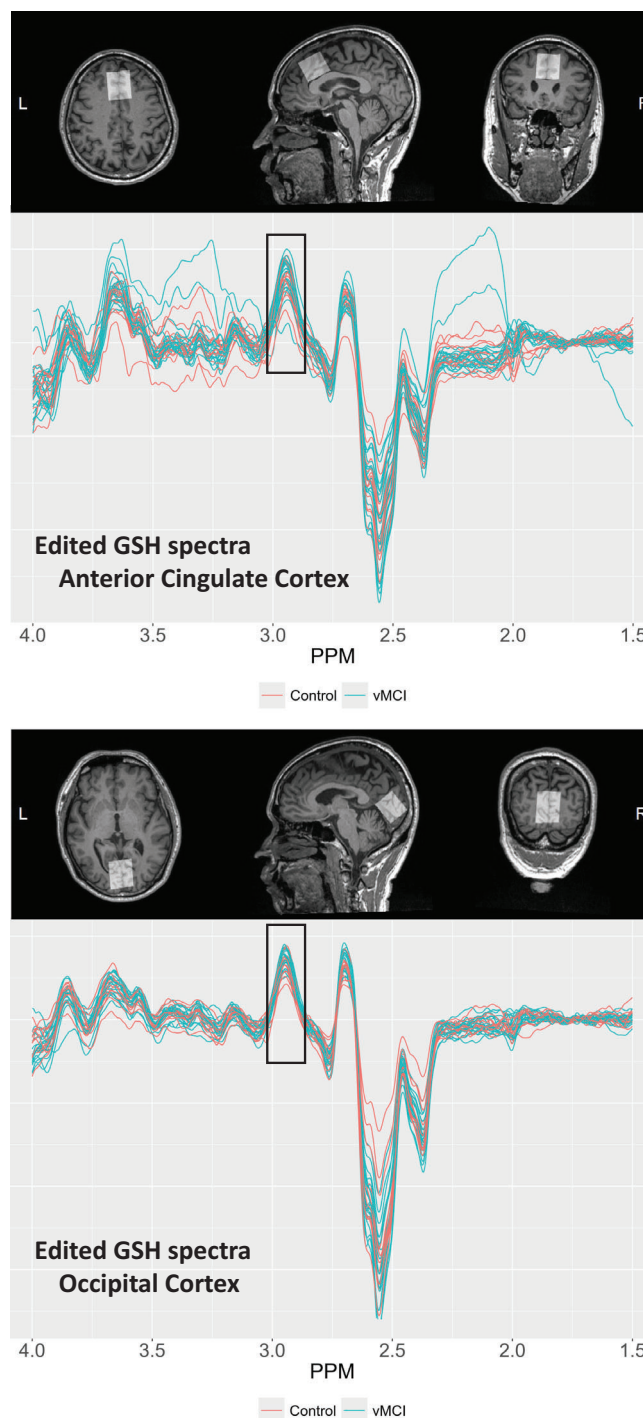 L
R
Edited GSH spectra
Anterior Cingulate Cortex
4.0 3.5 3.0 2.5 2.0 1.5
PPM
Control vMCI
L
R
Edited GSH spectra
Occipital Cortex
4.0 3.5 3.0 2.5 2.0 1.5
PPM
Control vMCI